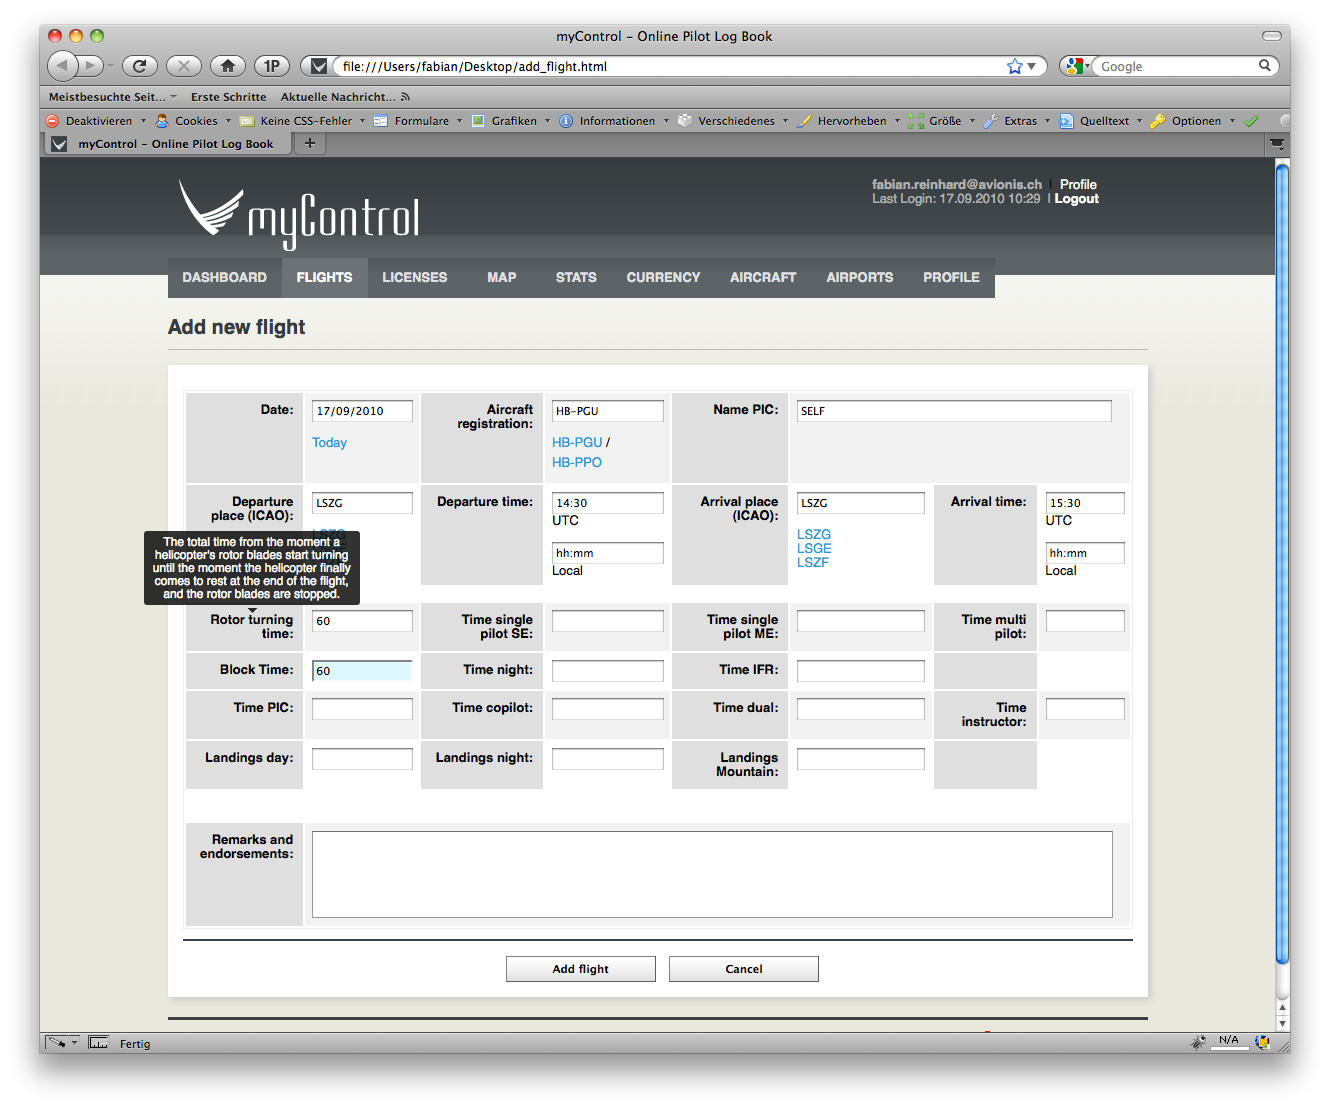 myControl – Online Pilot Log Book
1P
file:///Users/fabian/Desktop/add_flight.html
Google
Meistbesuchte Seit... Erste Schritte Aktuelle Nachricht...
Deaktivieren Cookies Keine CSS-Fehler Formulare Grafiken Informationen Verschiedenes Hervorheben Größe Extras Quelltext Optionen
myControl – Online Pilot Log Book +
fabian.reinhard@avionis.ch | Profile
Last Login: 17.09.2010 10:29 | Logout
myControl
DASHBOARD FLIGHTS LICENSES MAP STATS CURRENCY AIRCRAFT AIRPORTS PROFILE
Add new flight
Date: 17/09/2010
Today
Aircraft
registration: HB-PGU
HB-PGU /
HB-PPO
Name PIC: SELF
Departure
place (ICAO): LSZG
LSZG
Departure time: 14:30
UTC
hh:mm
Local
Arrival place
(ICAO): LSZG
LSZG
LSGE
LSZF
Arrival time: 15:30
UTC
hh:mm
Local
The total time from the moment a
helicopter's rotor blades start turning
until the moment the helicopter finally
comes to rest at the end of the flight,
and the rotor blades are stopped.
Rotor turning
time: 60
Time single
pilot SE:
Time single
pilot ME:
Time multi
pilot:
Block Time: 60
Time night:
Time IFR:
Time PIC:
Time copilot:
Time dual:
Time
instructor:
Landings day:
Landings night:
Landings
Mountain:
Remarks and
endorsements:
Add flight Cancel
Fertig
N/A